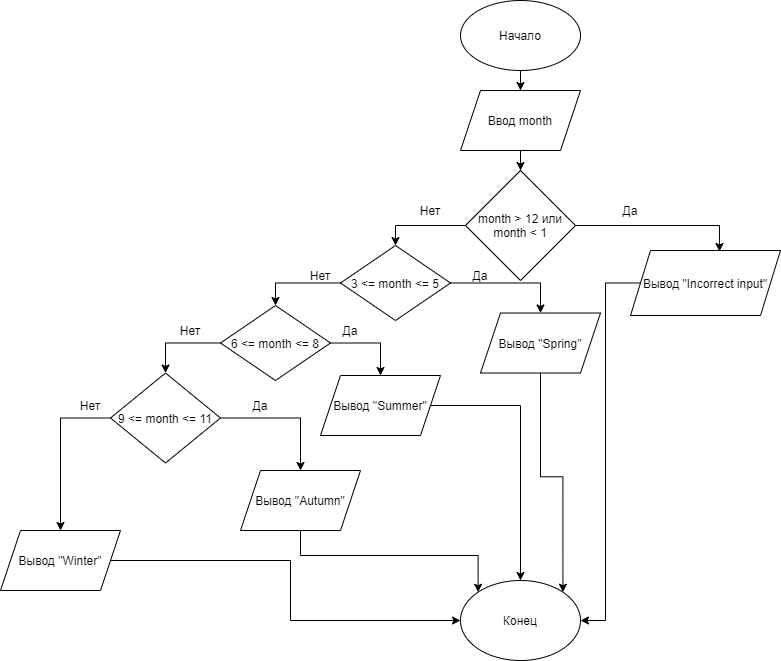 Начало
Ввод month
month > 12 или
month < 1
Нет
Да
Вывод "Incorrect input"
3 <= month <= 5
Нет
Да
Вывод "Spring"
6 <= month <= 8
Нет
Да
Вывод "Summer"
9 <= month <= 11
Нет
Да
Вывод "Autumn"
Вывод "Winter"
Конец